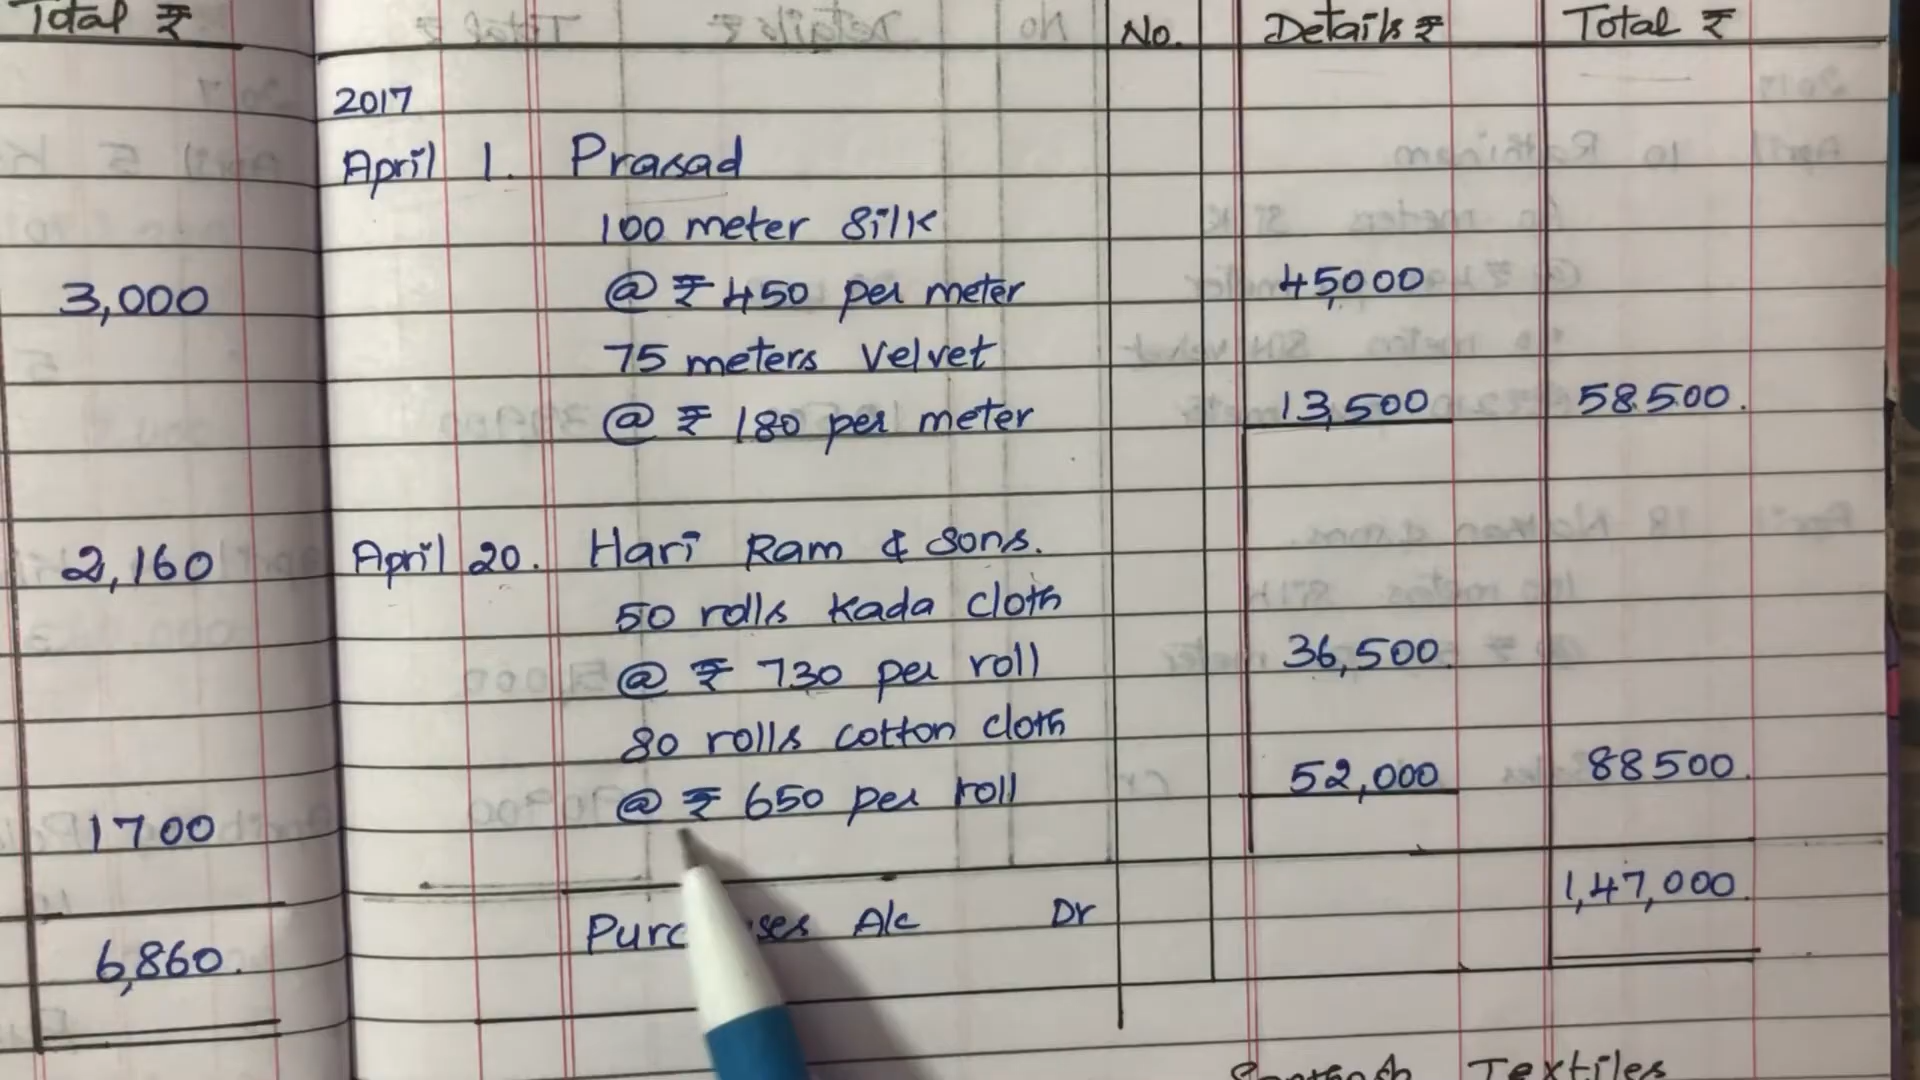 Total ₹
3,000
2,160
1700
6,860.
No. Details ₹ Total ₹
2017
April 1. Prasad
100 meter Silk
@ ₹ 450 per meter 45000
75 meters Velvet
@ ₹ 180 per meter 13,500 58500.
April 20. Hari Ram & Sons.
50 rolls Kada cloth
@ ₹ 730 per roll 36,500.
80 rolls cotton cloth
@ ₹ 650 per roll 52,000 88500.
1,47,000.
A/c Dr
Textiles